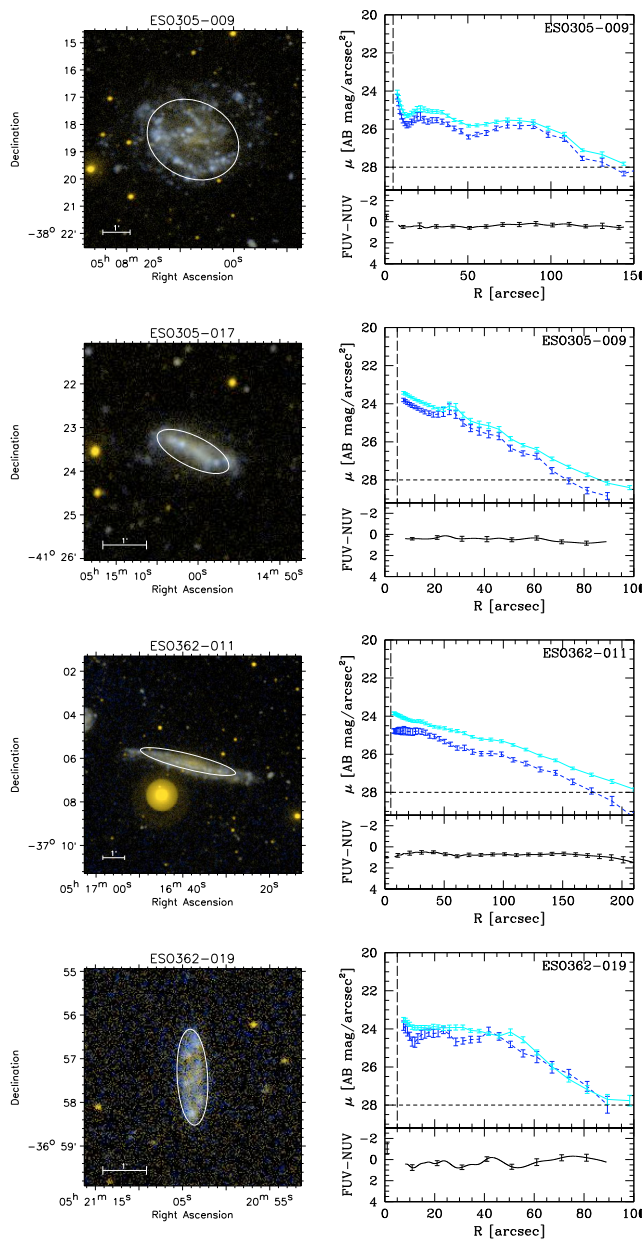 ESO305-009
ESO305-009
15
16
17
18
19
20
21
-38° 22'
Declination
1'
05ʰ 08ᵐ 20ˢ 00ˢ
Right Ascension
20
22
24
26
28
μ [AB mag/arcsec²]
-2
0
2
4
FUV-NUV
0 50 100 150
R [arcsec]
ESO305-017
ESO305-009
21
22
23
24
25
-41° 26'
Declination
1'
05ʰ 15ᵐ 10ˢ 00ˢ 14ᵐ 50ˢ
Right Ascension
20
22
24
26
28
μ [AB mag/arcsec²]
-2
0
2
4
FUV-NUV
0 20 40 60 80 10
R [arcsec]
ESO362-011
ESO362-011
02
04
06
08
-37° 10'
Declination
1'
05ʰ 17ᵐ 00ˢ 16ᵐ 40ˢ 20ˢ
Right Ascension
20
22
24
26
28
μ [AB mag/arcsec²]
-2
0
2
4
FUV-NUV
0 50 100 150 200
R [arcsec]
ESO362-019
ESO362-019
55
56
57
58
-36° 59'
Declination
1'
05ʰ 21ᵐ 15ˢ 05ˢ 20ᵐ 55ˢ
Right Ascension
20
22
24
26
28
μ [AB mag/arcsec²]
-2
0
2
4
FUV-NUV
0 20 40 60 80 10
R [arcsec]